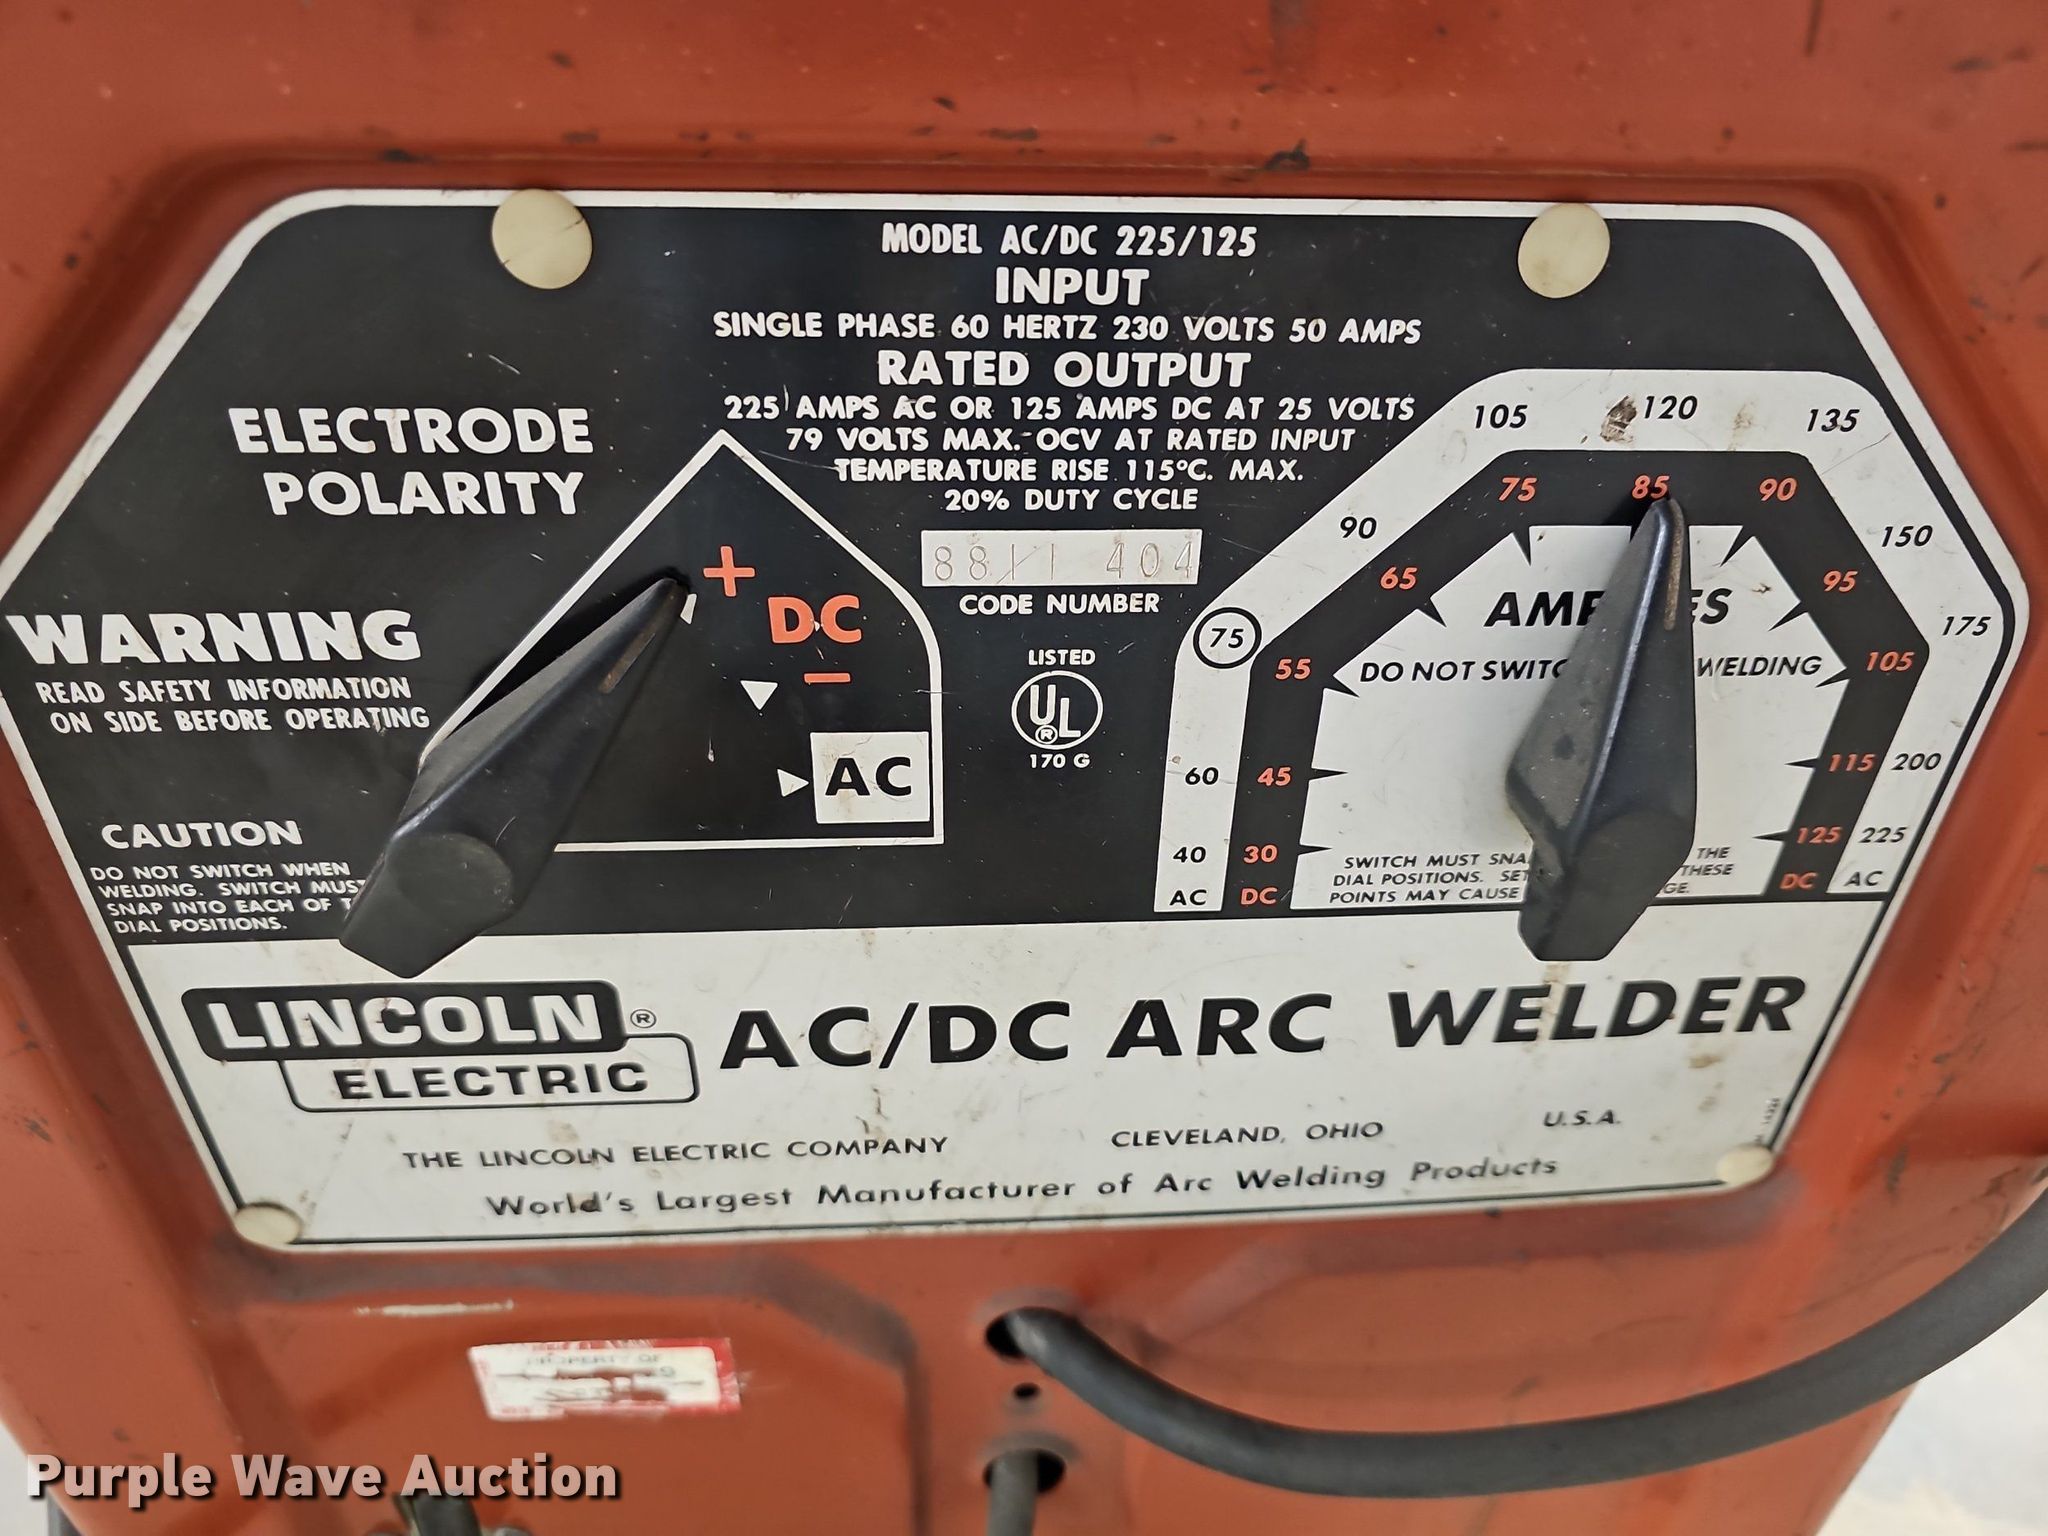 MODEL AC/DC 225/125
INPUT
SINGLE PHASE 60 HERTZ 230 VOLTS 50 AMPS
RATED OUTPUT
225 AMPS AC OR 125 AMPS DC AT 25 VOLTS
79 VOLTS MAX. OCV AT RATED INPUT
TEMPERATURE RISE 115°C. MAX.
20% DUTY CYCLE
8811 404
CODE NUMBER
LISTED
UL®
170 G
ELECTRODE
POLARITY
+
DC
−
AC
WARNING
READ SAFETY INFORMATION
ON SIDE BEFORE OPERATING
CAUTION
DO NOT SWITCH WHEN
WELDING. SWITCH MUST
SNAP INTO EACH OF
DIAL POSITIONS.
105 120 135
75 85 90
90 150
65 95
75 175
55 105
60 45 115 200
40 30 125 225
AC DC DC AC
DO NOT WELDING
SWITCH MUST THE
DIAL POSITIONS. THESE
POINTS MAY CAUSE
LINCOLN ®
ELECTRIC
AC/DC ARC WELDER
THE LINCOLN ELECTRIC COMPANY CLEVELAND, OHIO U.S.A.
World's Largest Manufacturer of Arc Welding Products
PROPERTY OF
Purple Wave Auction